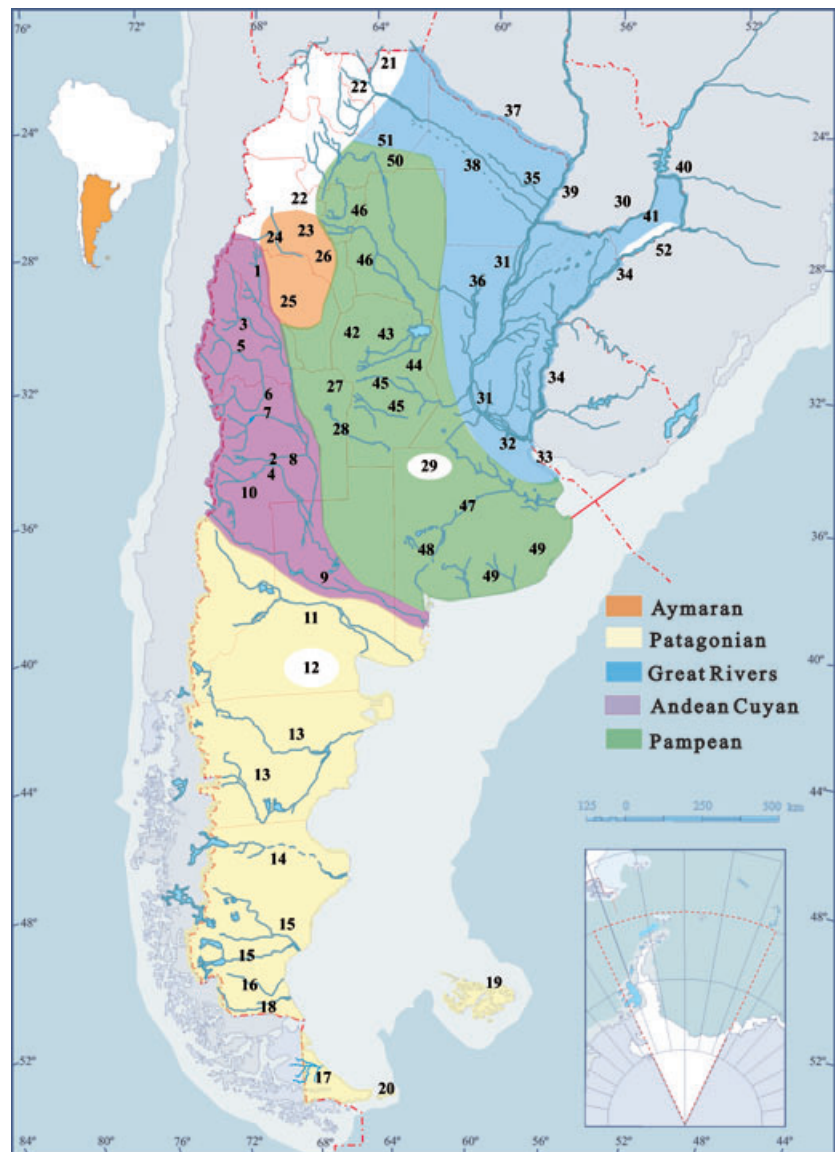 76° 68° 64° 60° 56° 52°
21
22
37
24° 24°
51
50 38 35 40
39
22 46 30 41
23
24 26 52
28° 1 46 31 34 28°
36
25
3 42 43
5 44 34
27 45
32° 6 31 32°
7 45
28 32
2 8 29 33
4
10 47
36° 48 49 36°
9 49
11
Aymaran
Patagonian
40° 12 40°
Great Rivers
Andean Cuyan
13
Pampean
13
44° 125 0 250 500 km 44°
14
48° 15 48°
15
16 19
18
52° 17 52°
20
84° 80° 76° 72° 68° 64° 60° 56° 52° 48° 44°